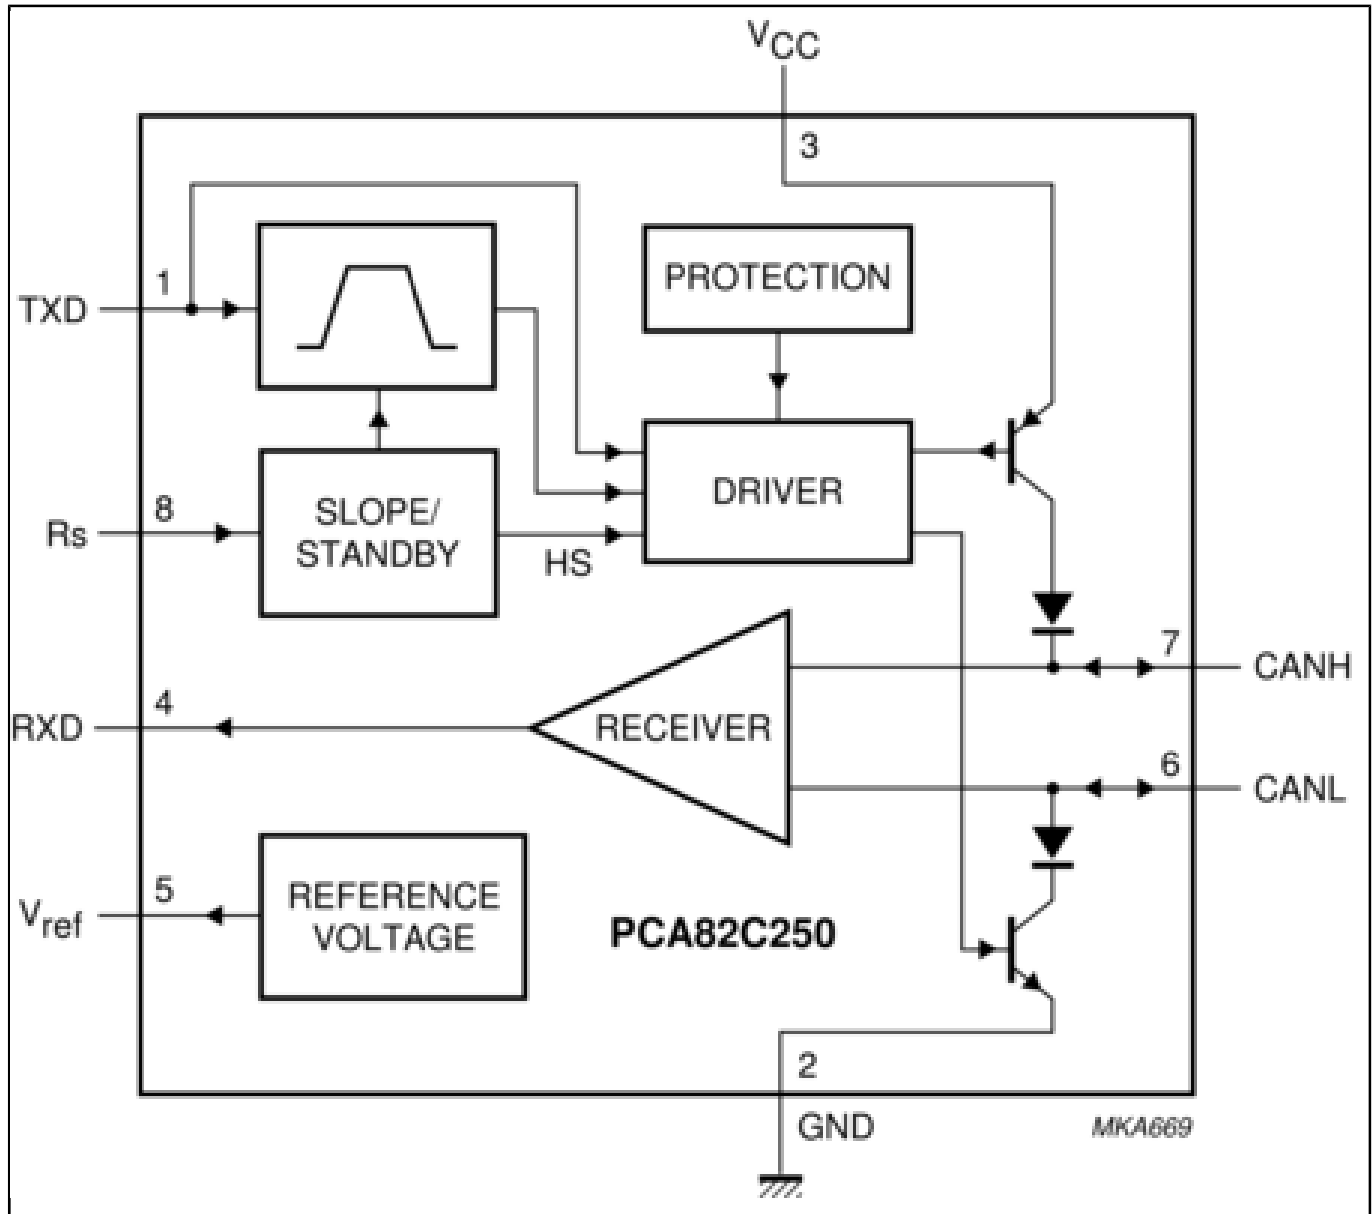 VCC
3
1
TXD
PROTECTION
8
Rs
SLOPE/
STANDBY
HS
DRIVER
7
CANH
4
RXD
RECEIVER
6
CANL
5
Vref
REFERENCE
VOLTAGE
PCA82C250
2
GND
MKA669